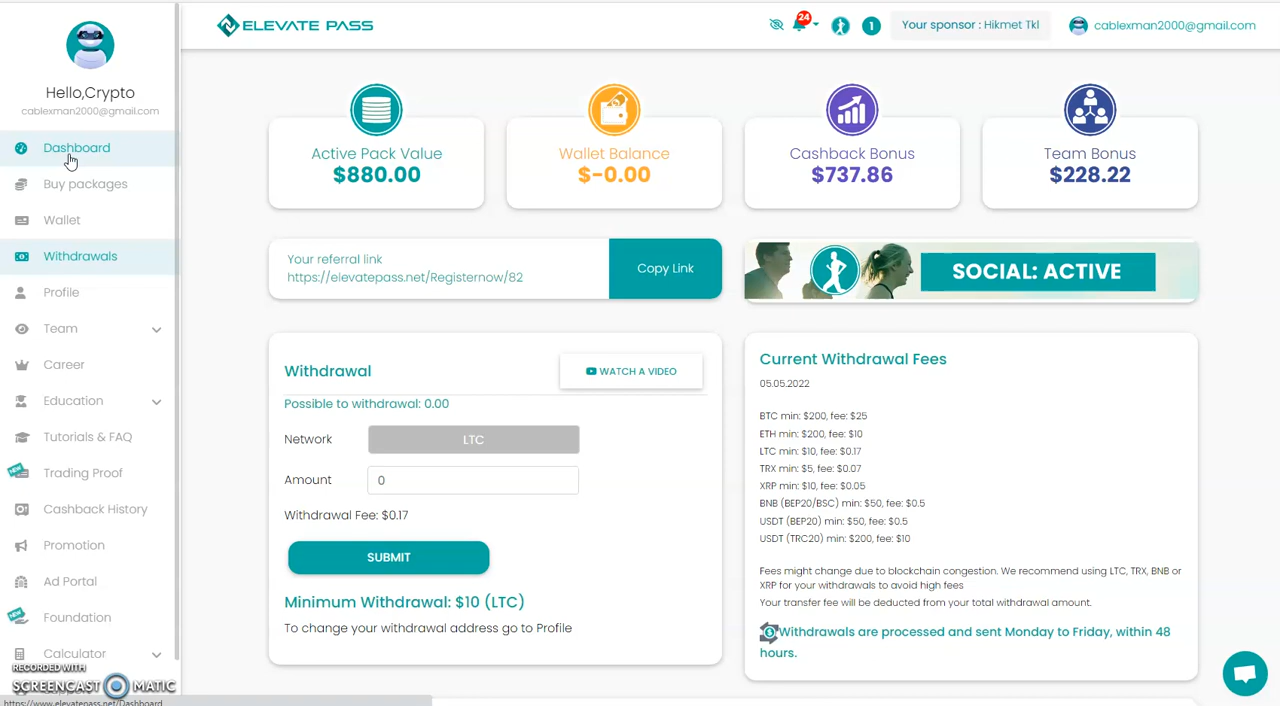 ELEVATE PASS
24
1
Your sponsor : Hikmet Tkl
cablexman2000@gmail.com
Hello,Crypto
cablexman2000@gmail.com
Dashboard
Buy packages
Wallet
Withdrawals
Profile
Team
Career
Education
Tutorials & FAQ
NEW
Trading Proof
Cashback History
Promotion
Ad Portal
NEW
Foundation
Calculator
RECORDED WITH
SCREENCAST MATIC
https://www.elevatepass.net/Dashboard
Active Pack Value
$880.00
Wallet Balance
$-0.00
Cashback Bonus
$737.86
Team Bonus
$228.22
Your referral link
https://elevatepass.net/Registernow/82
Copy Link
SOCIAL: ACTIVE
Withdrawal
WATCH A VIDEO
Possible to withdrawal: 0.00
Network
LTC
Amount
0
Withdrawal Fee: $0.17
SUBMIT
Minimum Withdrawal: $10 (LTC)
To change your withdrawal address go to Profile
Current Withdrawal Fees
05.05.2022
BTC min: $200, fee: $25
ETH min: $200, fee: $10
LTC min: $10, fee: $0.17
TRX min: $5, fee: $0.07
XRP min: $10, fee: $0.05
BNB (BEP20/BSC) min: $50, fee: $0.5
USDT (BEP20) min: $50, fee: $0.5
USDT (TRC20) min: $200, fee: $10
Fees might change due to blockchain congestion. We recommend using LTC, TRX, BNB or
XRP for your withdrawals to avoid high fees
Your transfer fee will be deducted from your total withdrawal amount.
Withdrawals are processed and sent Monday to Friday, within 48
hours.